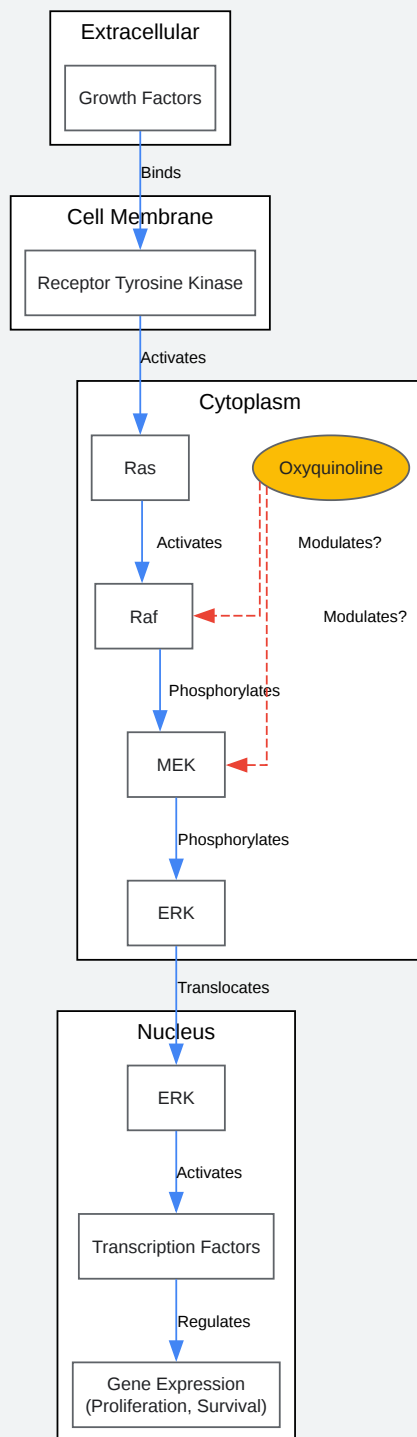 Extracellular
Growth Factors
Binds
Cell Membrane
Receptor Tyrosine Kinase
Activates
Cytoplasm
Ras
Oxyquinoline
Activates
Modulates?
Raf
Modulates?
Phosphorylates
MEK
Phosphorylates
ERK
Translocates
Nucleus
ERK
Activates
Transcription Factors
Regulates
Gene Expression
(Proliferation, Survival)